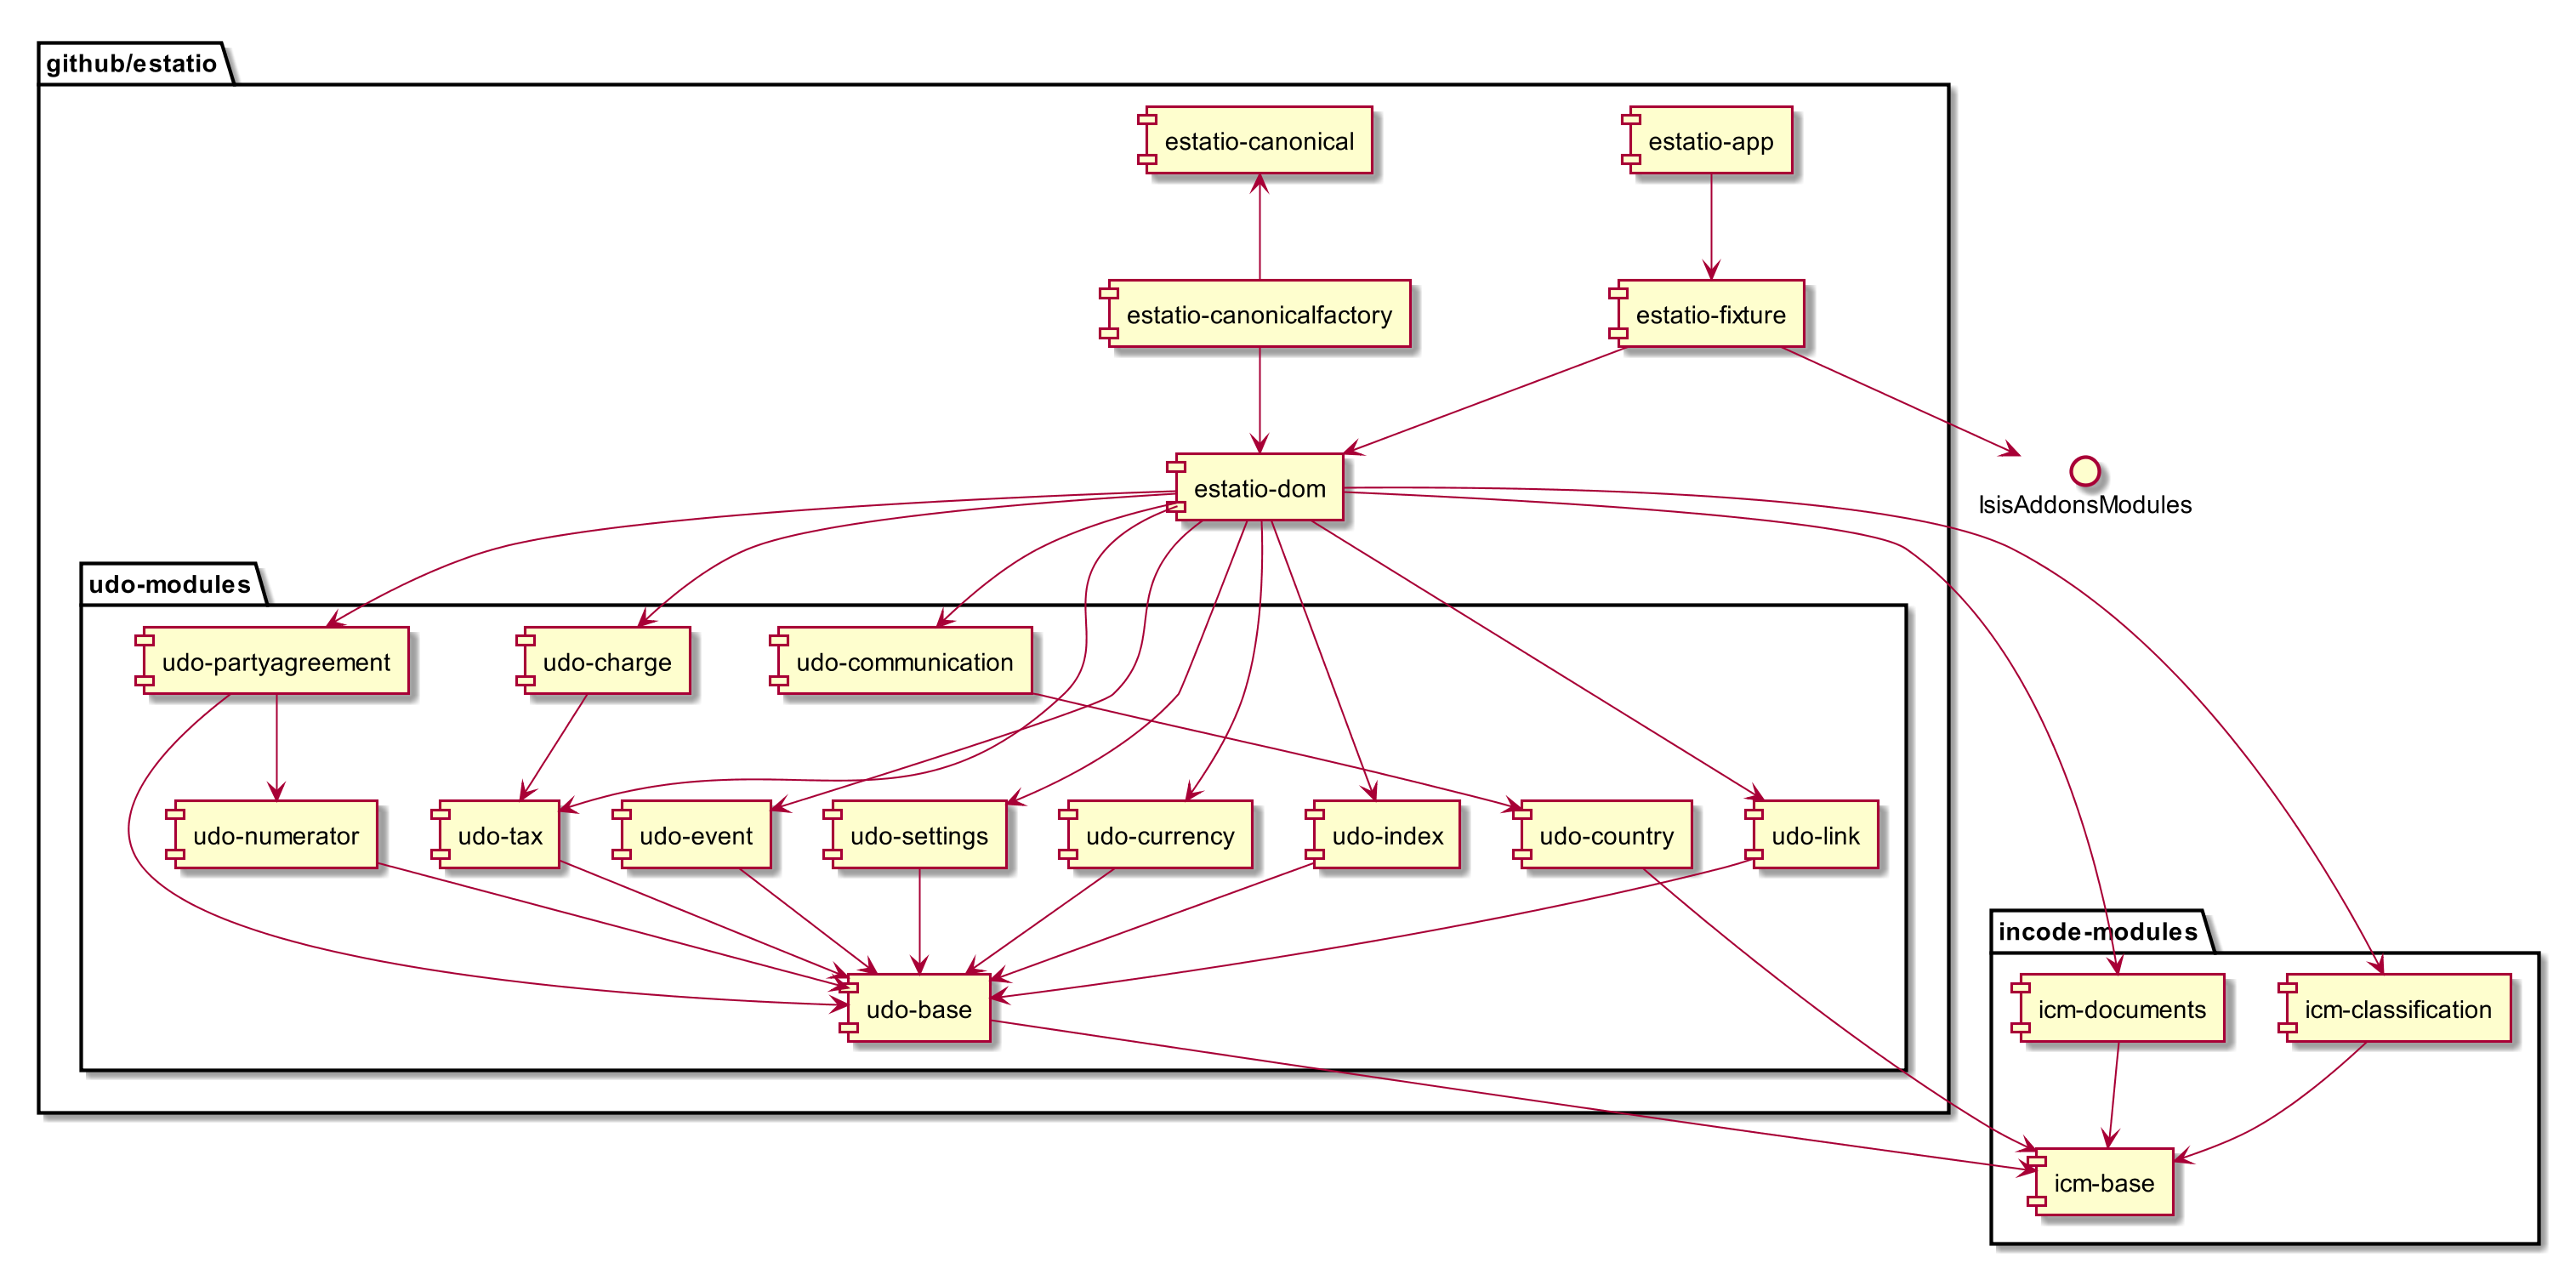 github/estatio
estatio-canonical
estatio-app
estatio-canonicalfactory
estatio-fixture
estatio-dom
IsisAddonsModules
udo-modules
udo-partyagreement
udo-charge
udo-communication
udo-numerator
udo-tax
udo-event
udo-settings
udo-currency
udo-index
udo-country
udo-link
incode-modules
udo-base
icm-documents
icm-classification
icm-base